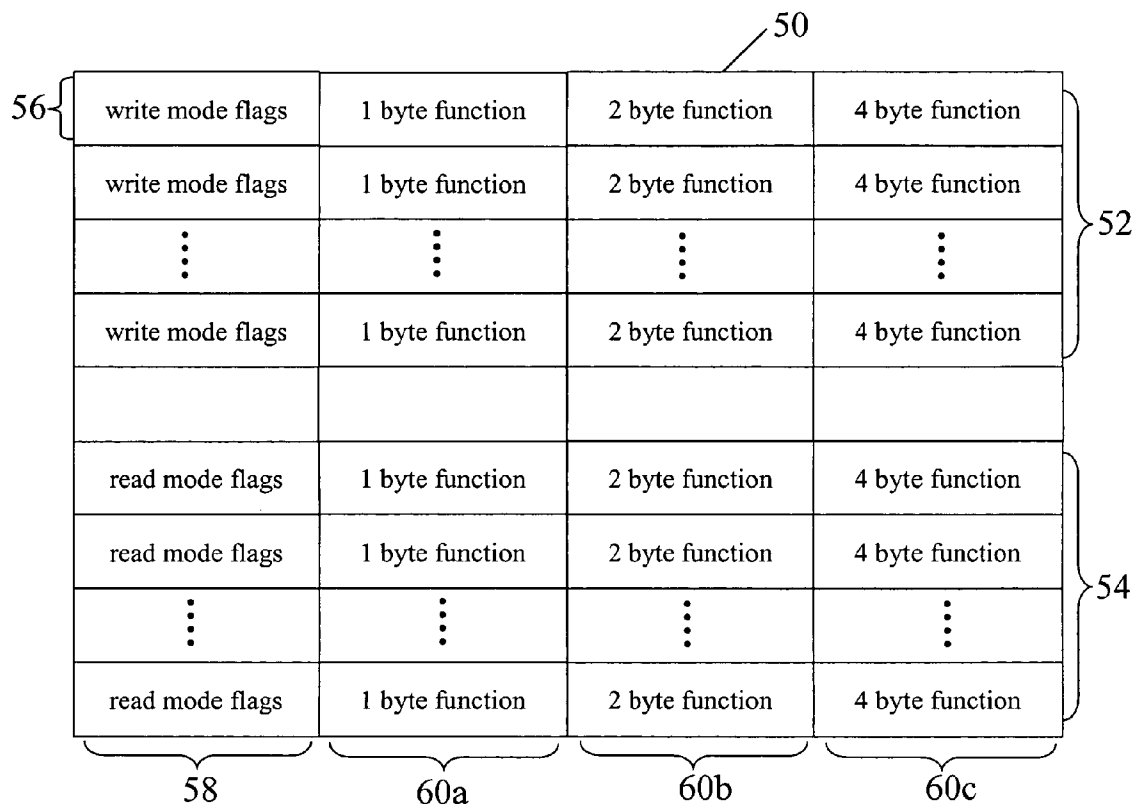 50
56 write mode flags 1 byte function 2 byte function 4 byte function
write mode flags 1 byte function 2 byte function 4 byte function
52
write mode flags 1 byte function 2 byte function 4 byte function
read mode flags 1 byte function 2 byte function 4 byte function
read mode flags 1 byte function 2 byte function 4 byte function
54
read mode flags 1 byte function 2 byte function 4 byte function
58 60a 60b 60c